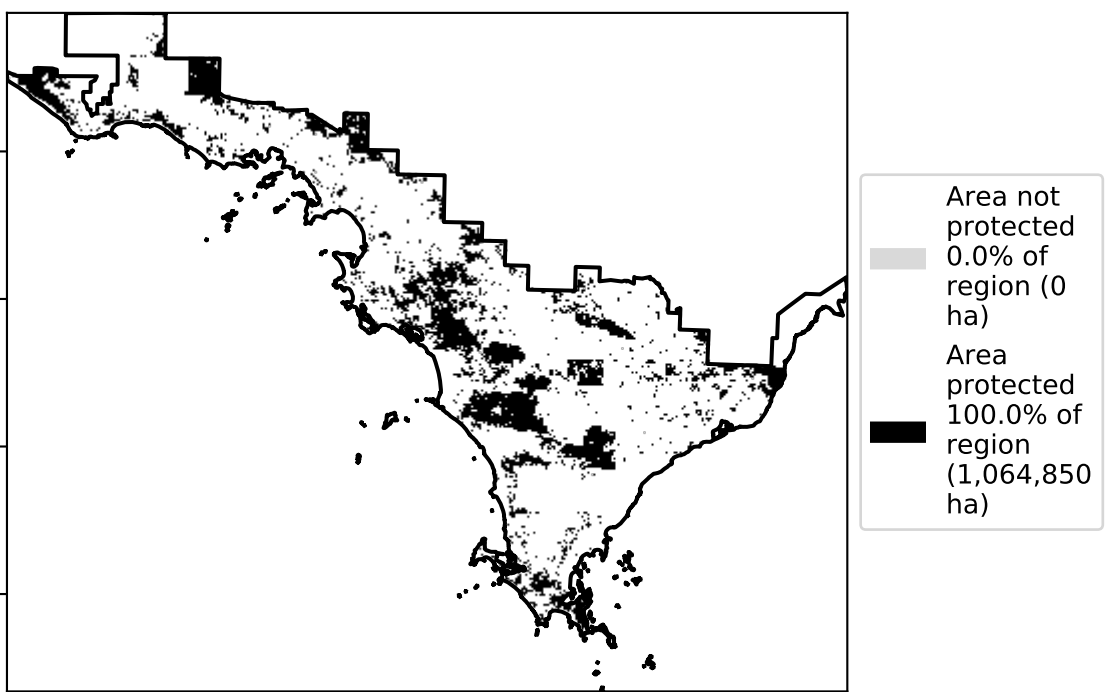 Area not
protected
0.0% of
region (0
ha)
Area
protected
100.0% of
region
(1,064,850
ha)